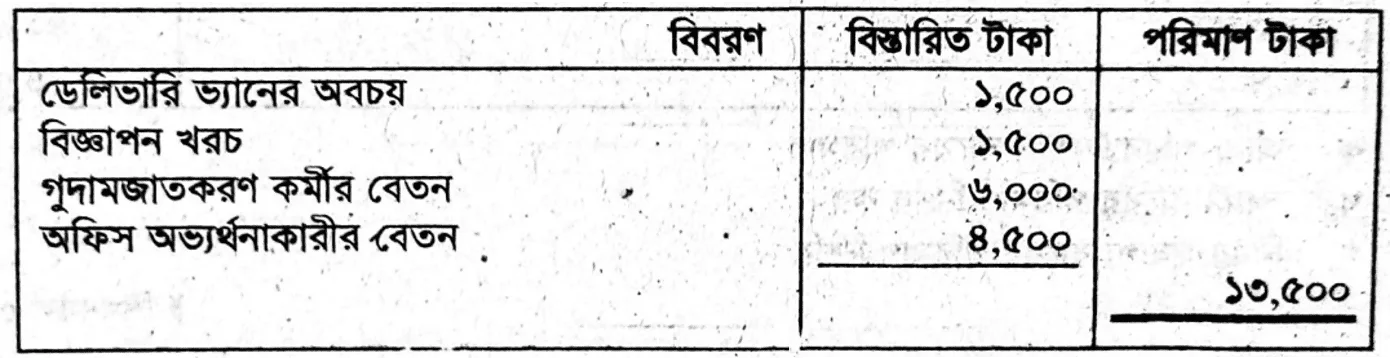 বিবরণ বিস্তারিত টাকা পরিমাণ টাকা
ডেলিভারি ভ্যানের অবচয় ১,৫০০
বিজ্ঞাপন খরচ ১,৫০০
গুদামজাতকরণ কর্মীর বেতন ৬,০০০
অফিস অভ্যর্থনাকারীর বেতন ৪,৫০০
১৩,৫০০